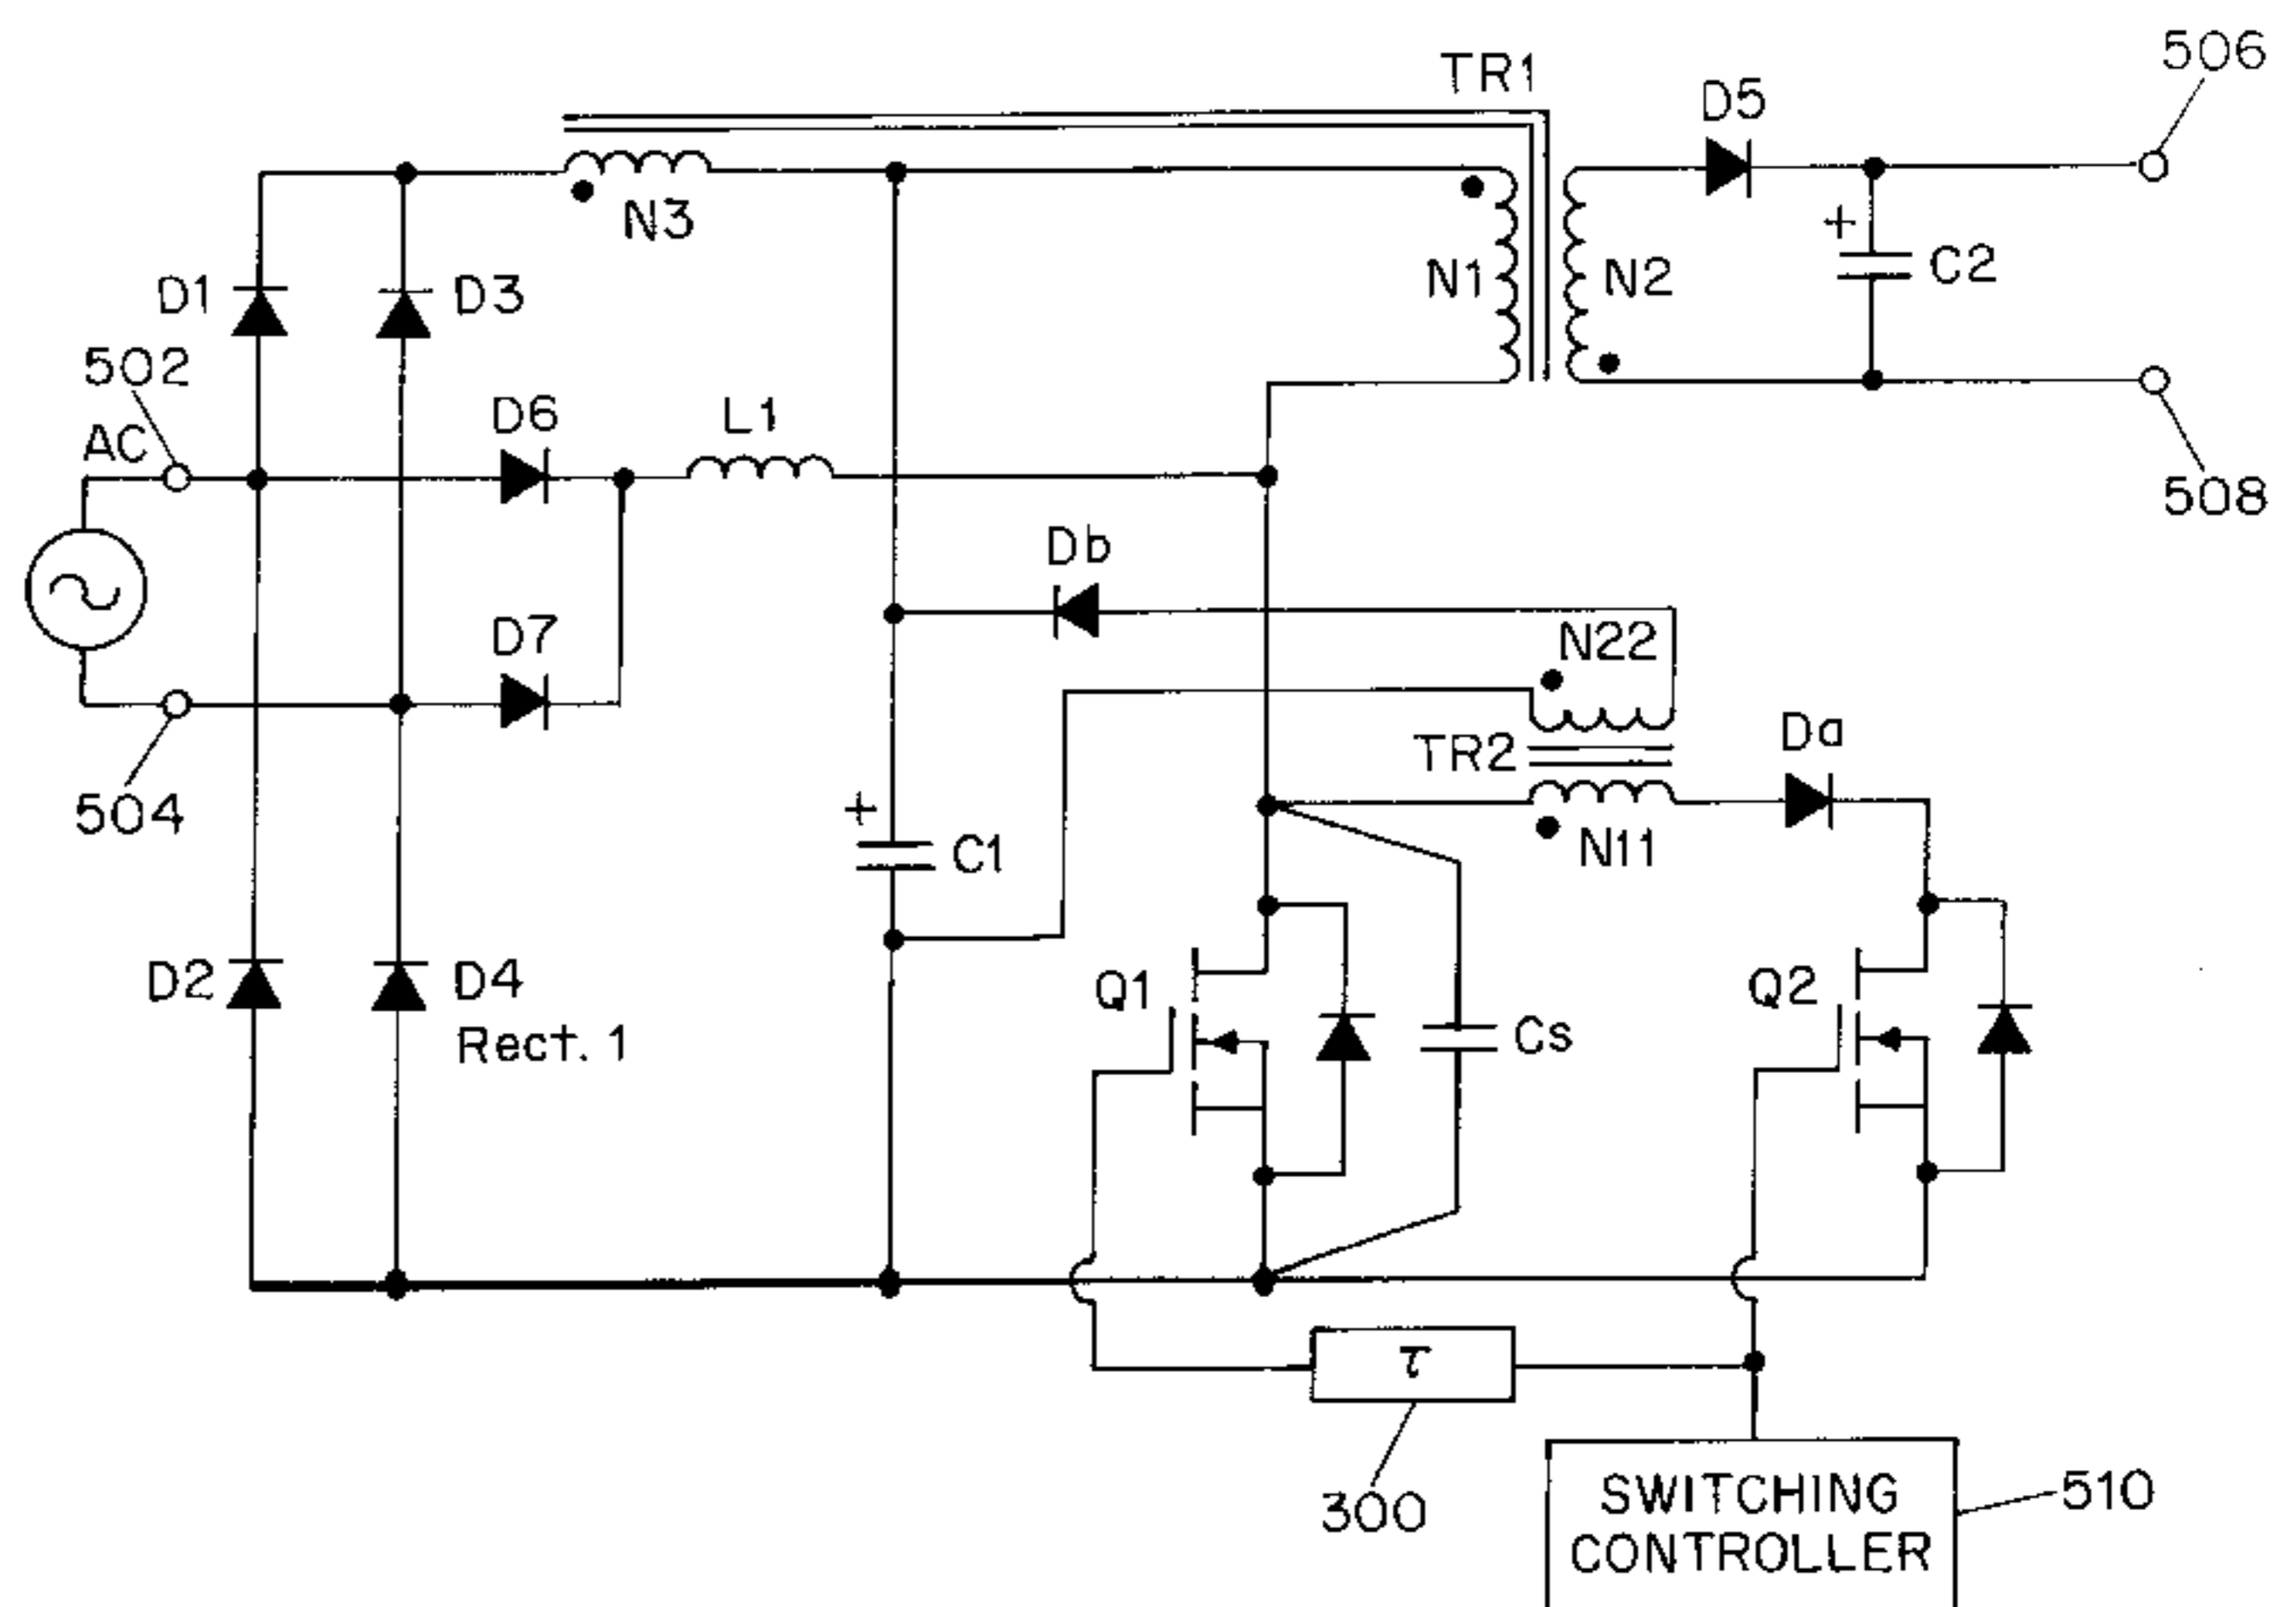 506
TR1
D5
N3
+
D1
D3
N1
N2
C2
502
AC
D6
L1
508
Db
D7
N22
504
TR2
Da
+
C1
N11
D2
D4
Rect. 1
Q1
Cs
Q2
τ
300
SWITCHING
CONTROLLER
510